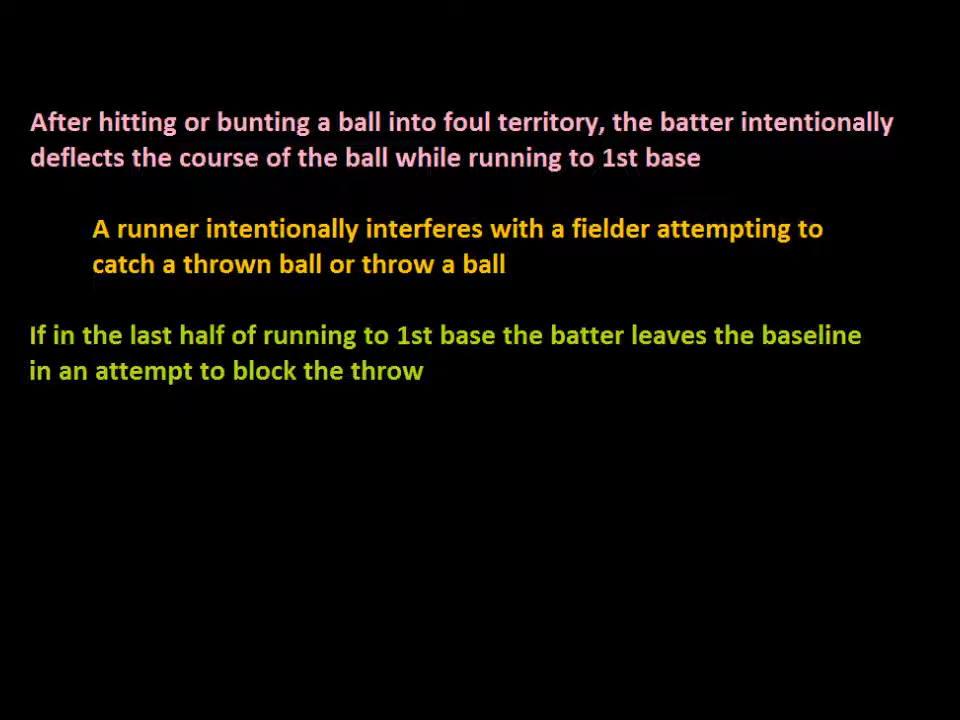 After hitting or bunting a ball into foul territory, the batter intentionally
deflects the course of the ball while running to 1st base
A runner intentionally interferes with a fielder attempting to
catch a thrown ball or throw a ball
If in the last half of running to 1st base the batter leaves the baseline
in an attempt to block the throw